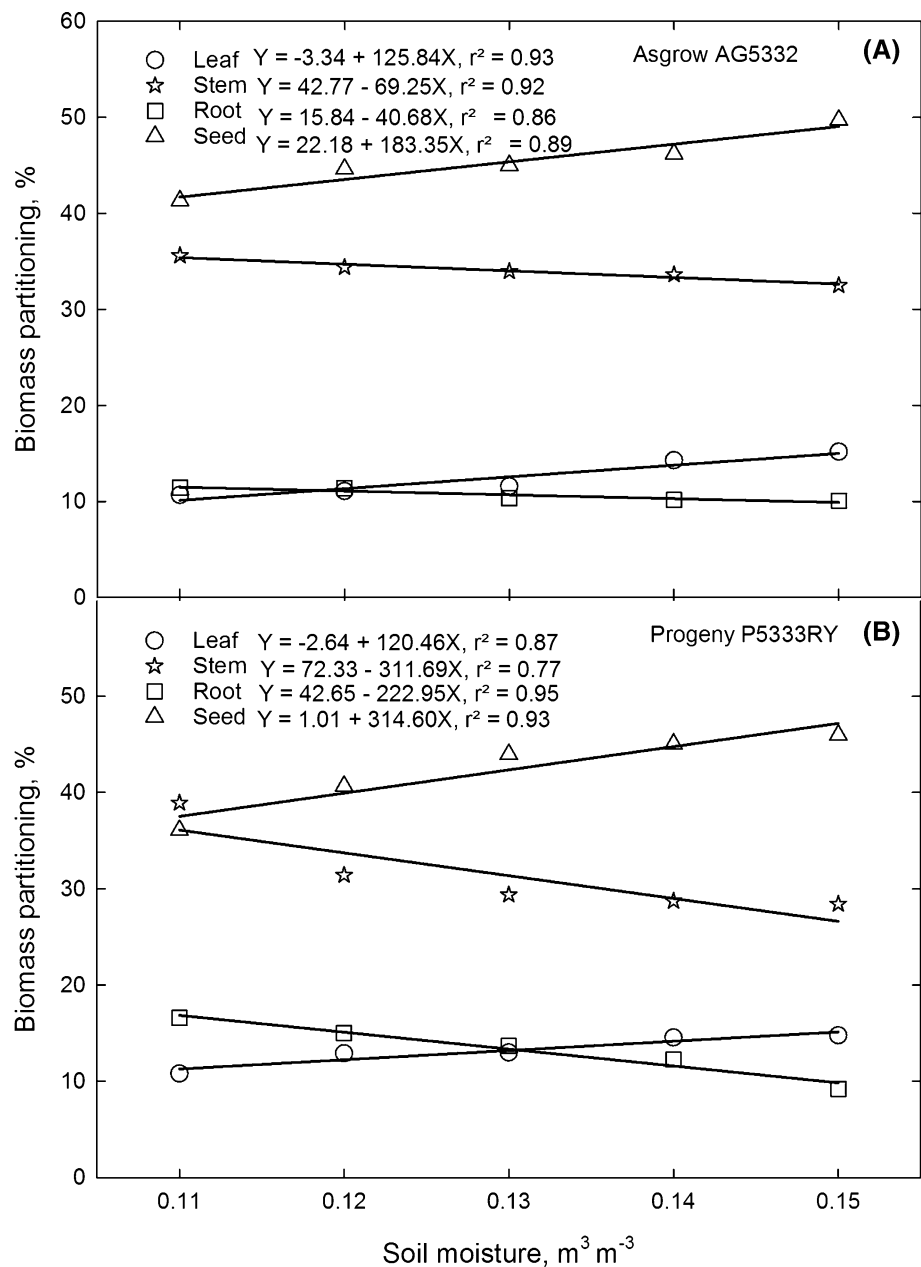 60
50
40
30
20
10
0
Biomass partitioning, %
Leaf Y = -3.34 + 125.84X, r² = 0.93
Stem Y = 42.77 - 69.25X, r² = 0.92
Root Y = 15.84 - 40.68X, r² = 0.86
Seed Y = 22.18 + 183.35X, r² = 0.89
Asgrow AG5332 (A)
50
40
30
20
10
0
Biomass partitioning, %
Leaf Y = -2.64 + 120.46X, r² = 0.87
Stem Y = 72.33 - 311.69X, r² = 0.77
Root Y = 42.65 - 222.95X, r² = 0.95
Seed Y = 1.01 + 314.60X, r² = 0.93
Progeny P5333RY (B)
0.11 0.12 0.13 0.14 0.15
Soil moisture, m³ m⁻³